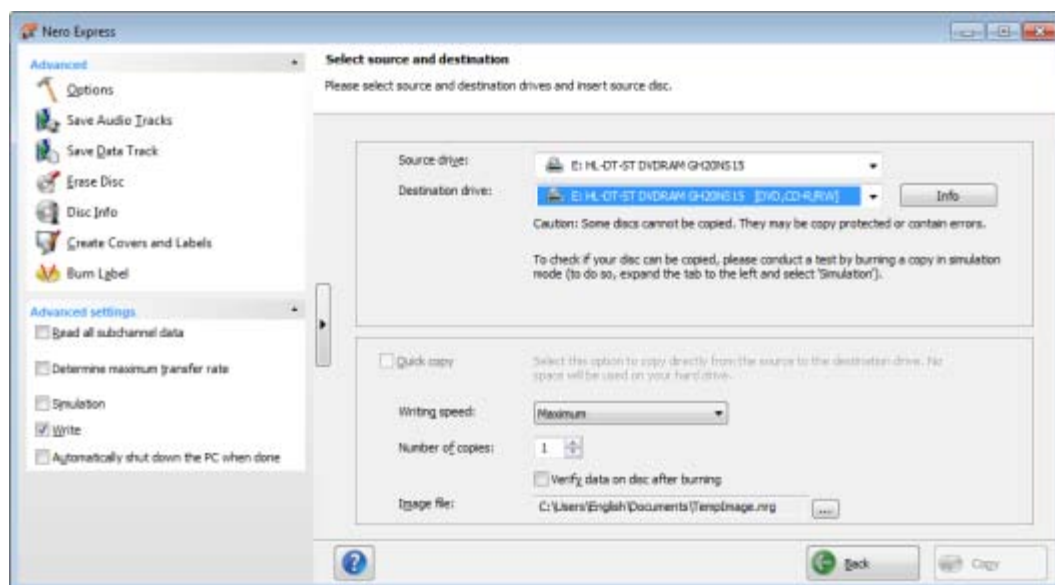 Nero Express
Advanced
Options
Save Audio Tracks
Save Data Track
Erase Disc
Disc Info
Create Covers and Labels
Burn Label
Advanced settings
Read all subchannel data
Determine maximum transfer rate
Simulation
Write
Automatically shut down the PC when done
Select source and destination
Please select source and destination drives and insert source disc.
Source drive: E: HL-DT-ST DVDRAM GH20NS15
Destination drive: E: HL-DT-ST DVDRAM GH20NS15 [DVD,CD-R/RW] Info
Caution: Some discs cannot be copied. They may be copy protected or contain errors.
To check if your disc can be copied, please conduct a test by burning a copy in simulation
mode (to do so, expand the tab to the left and select 'Simulation').
Quick copy Select this option to copy directly from the source to the destination drive. No
space will be used on your hard drive.
Writing speed: Maximum
Number of copies: 1
Verify data on disc after burning
Image file: C:\Users\English\Documents\TempImage.nrg ...
? Back Copy